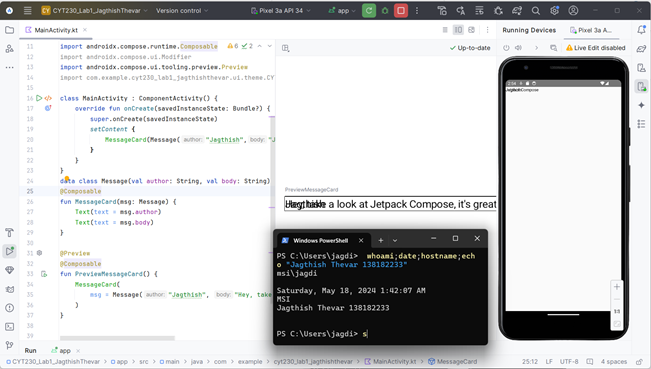 CY CYT230_Lab1_JagthishThevar Version control Pixel 3a API 34 app
MainActivity.kt
Running Devices Pixel 3a ...
Up-to-date
Live Edit disabled
11 import androidx.compose.runtime.Composable 6 2
12 import androidx.compose.ui.Modifier
13 import androidx.compose.ui.tooling.preview.Preview
14 import com.example.cyt230_lab1_jagthishthevar.ui.theme.CY
15
16 class MainActivity : ComponentActivity() {
17 override fun onCreate(savedInstanceState: Bundle?) {
18 super.onCreate(savedInstanceState)
19 setContent {
20 MessageCard(Message( author: "Jagthish", body: "J
21 }
22 }
23 }
24 data class Message(val author: String, val body: String)
25 @Composable
26 fun MessageCard(msg: Message) {
27 Text(text = msg.author)
28 Text(text = msg.body)
29 }
30
31 @Preview
32 @Composable
33 fun PreviewMessageCard() {
34 MessageCard(
35 msg = Message( author: "Jagthish", body: "Hey, take
36 )
37 }
38
PreviewMessageCard
Jagthish
Hey, take a look at Jetpack Compose, it's great
Jagthish
Jetpack Compose
1:1
Windows PowerShell
PS C:\Users\jagdi> whoami;date;hostname;ech
o "Jagthish Thevar 138182233"
msi\jagdi
Saturday, May 18, 2024 1:42:07 AM
MSI
Jagthish Thevar 138182233
PS C:\Users\jagdi> s
Run app
CYT230_Lab1_JagthishThevar > app > src > main > java > com > example > cyt230_lab1_jagthishthevar > MainActivity.kt > MessageCard 25:12 LF UTF-8 4 spaces